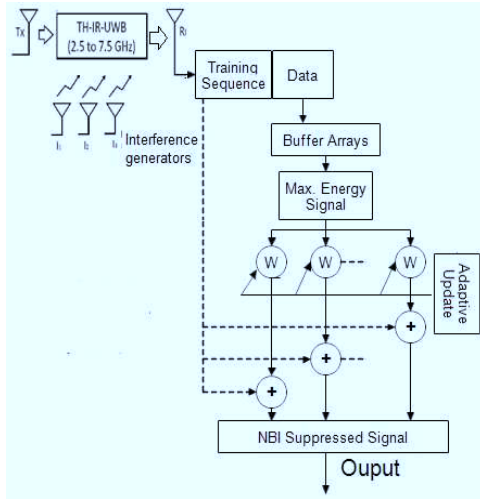 Tx
TH-IR-UWB
(2.5 to 7.5 GHz)
Training
Sequence
Data
Interference
generators
Buffer Arrays
Max. Energy
Signal
W
W
W
Adaptive
Update
+
+
+
NBI Suppressed Signal
Ouput